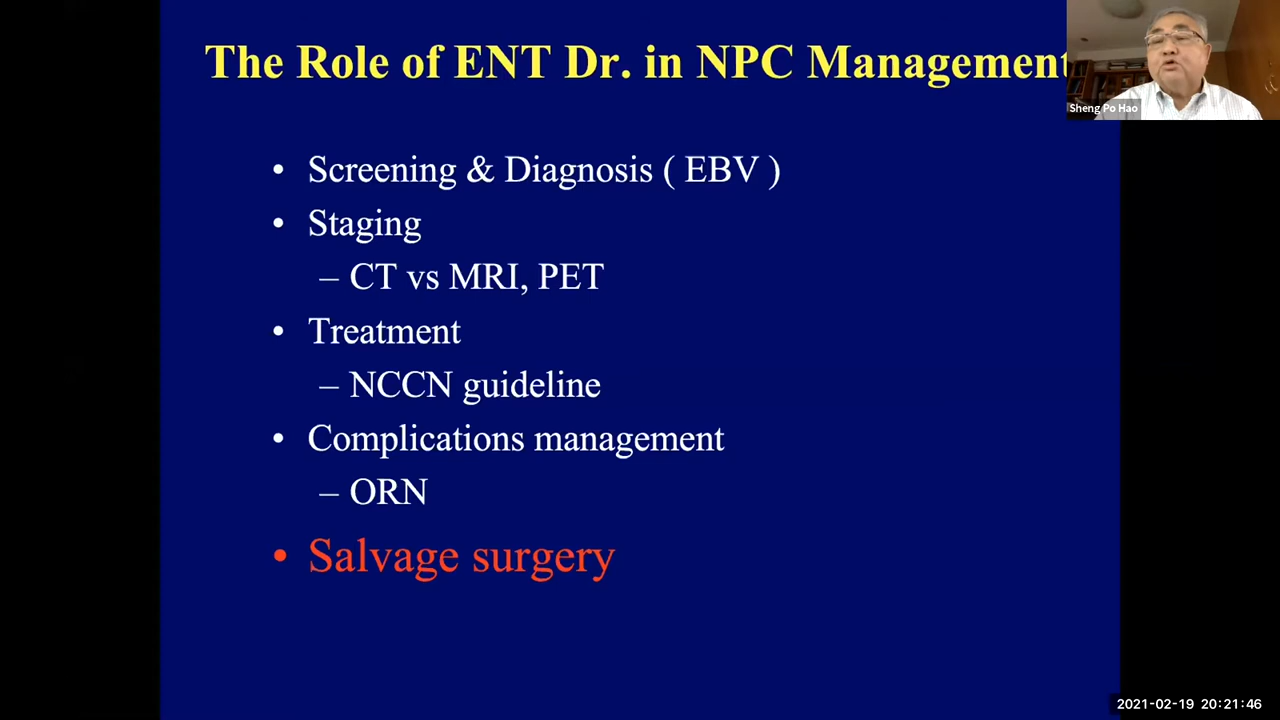 The Role of ENT Dr. in NPC Management
Sheng Po Hao
• Screening & Diagnosis ( EBV )
• Staging
– CT vs MRI, PET
• Treatment
– NCCN guideline
• Complications management
– ORN
• Salvage surgery
2021-02-19 20:21:46